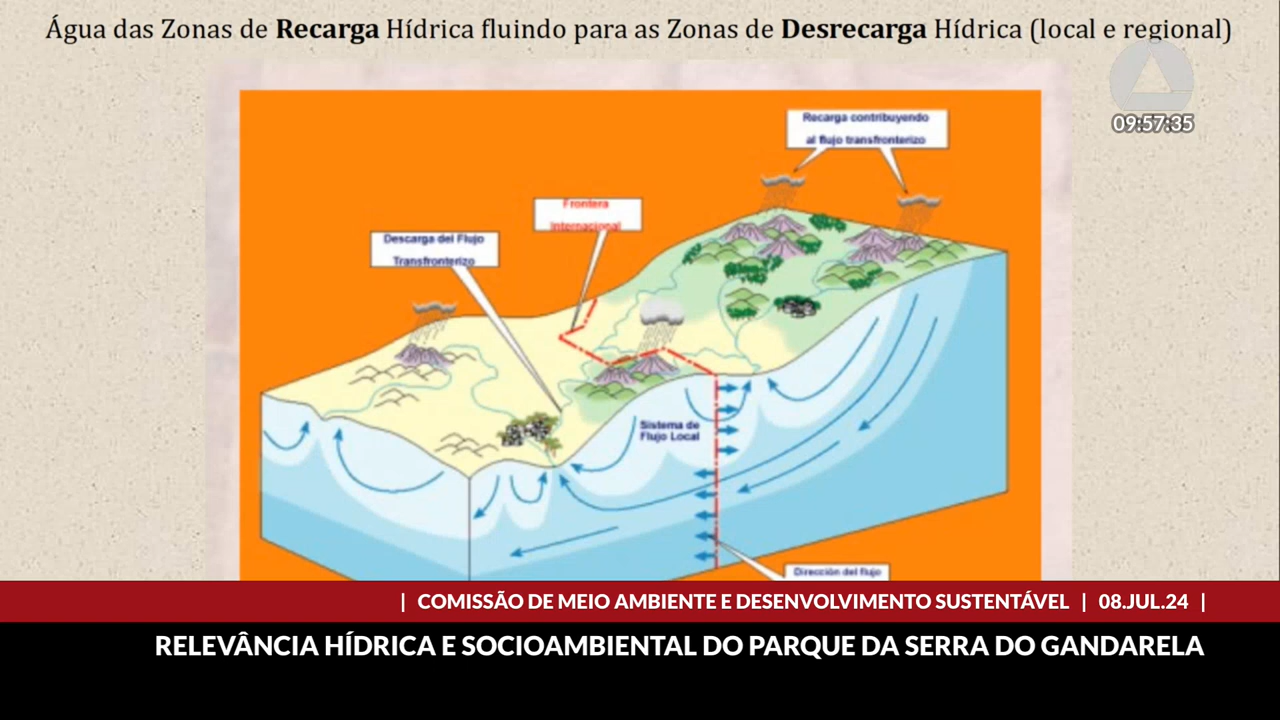 Água das Zonas de Recarga Hídrica fluindo para as Zonas de Desrecarga Hídrica (local e regional)
09:57:35
Recarga contribuyendo
al flujo transfronterizo
Frontera
Internacional
Descarga del Flujo
Transfronterizo
Sistema de
Flujo Local
Dirección del flujo
| COMISSÃO DE MEIO AMBIENTE E DESENVOLVIMENTO SUSTENTÁVEL | 08.JUL.24 |
RELEVÂNCIA HÍDRICA E SOCIOAMBIENTAL DO PARQUE DA SERRA DO GANDARELA